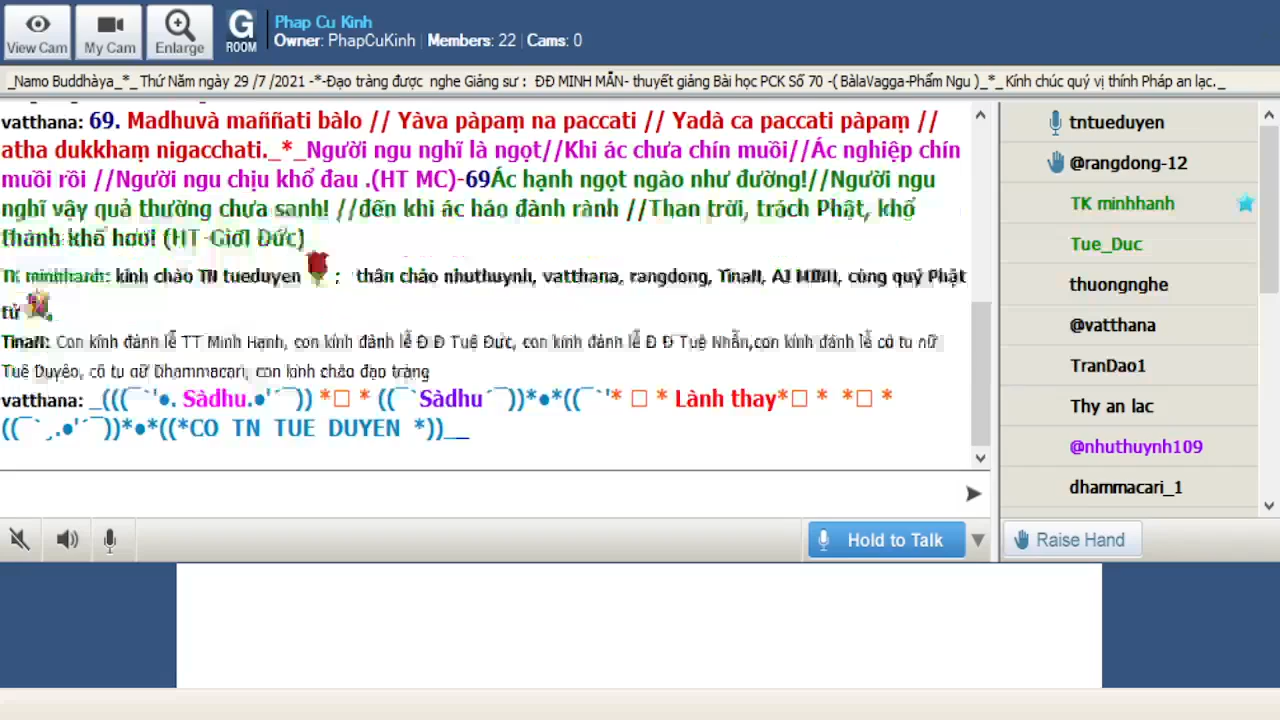 Phap Cu Kinh
Owner: PhapCuKinh Members: 22 Cams: 0
View Cam
My Cam
Enlarge
G
ROOM
_Namo Buddhàya_*_ Thứ Năm ngày 29 /7 /2021 -*-Đạo tràng được nghe Giảng sư : ĐĐ MINH MẪN- thuyết giảng Bài học PCK Số 70 -( BàlaVagga-Phẩm Ngu )_*_ Kính chúc quý vị thính Pháp an lạc._
vatthana: 69. Madhuvà maññati bàlo // Yàva pàpaṃ na paccati // Yadà ca paccati pàpaṃ //
atha dukkhaṃ nigacchati._*_Người ngu nghĩ là ngọt//Khi ác chưa chín muồi//Ác nghiệp chín
muồi rồi //Người ngu chịu khổ đau .(HT MC)-69Ác hạnh ngọt ngào như đường!//Người ngu
nghĩ vậy quả thường chưa sanh! //đến khi ác báo đành rành //Than trời, trách Phật, khổ
thành khả hơn! (HT Giới Đức)
TK minhhanh: kính chào TN tueduyen ; thân chào nhuthuynh, vatthana, rangdong, TinaII, AI MINH, cùng quý Phật
tử
TinaII: Con kính đảnh lễ TT Minh Hạnh, con kính đảnh lễ Đ Đ Tuệ Đức, con kính đảnh lễ Đ Đ Tuệ Nhẫn,con kính đảnh lễ cô tu nữ
Tuệ Duyên, cô tu nữ Dhammacari, con kính chào đạo tràng
vatthana: _(((¯`'●. Sàdhu.●'´¯)) *□ * ((¯`Sàdhu´¯))*●*((¯`'* □ * Lành thay*□ * *□ *
((¯`¸.●'´¯))*●*((*CO TN TUE DUYEN *))__
tntueduyen
@rangdong-12
TK minhhanh
Tue_Duc
thuongnghe
@vatthana
TranDao1
Thy an lac
@nhuthuynh109
dhammacari_1
Hold to Talk
Raise Hand